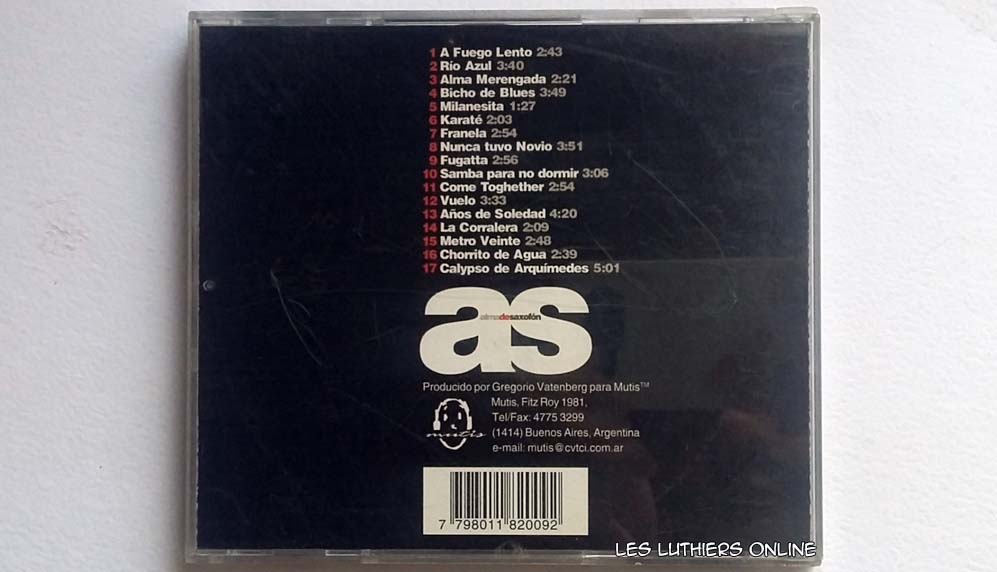 1 A Fuego Lento 2:43
2 Río Azul 3:40
3 Alma Merengada 2:21
4 Bicho de Blues 3:49
5 Milanesita 1:27
6 Karaté 2:03
7 Franela 2:54
8 Nunca tuvo Novio 3:51
9 Fugatta 2:56
10 Samba para no dormir 3:06
11 Come Toghether 2:54
12 Vuelo 3:33
13 Años de Soledad 4:20
14 La Corralera 2:09
15 Metro Veinte 2:48
16 Chorrito de Agua 2:39
17 Calypso de Arquímedes 5:01
as
almadesaxofón
Producido por Gregorio Vatenberg para Mutis™
Mutis, Fitz Roy 1981,
Tel/Fax: 4775 3299
(1414) Buenos Aires, Argentina
e-mail: mutis@cvtci.com.ar
mutis
7 798011 820092
LES LUTHIERS ONLINE